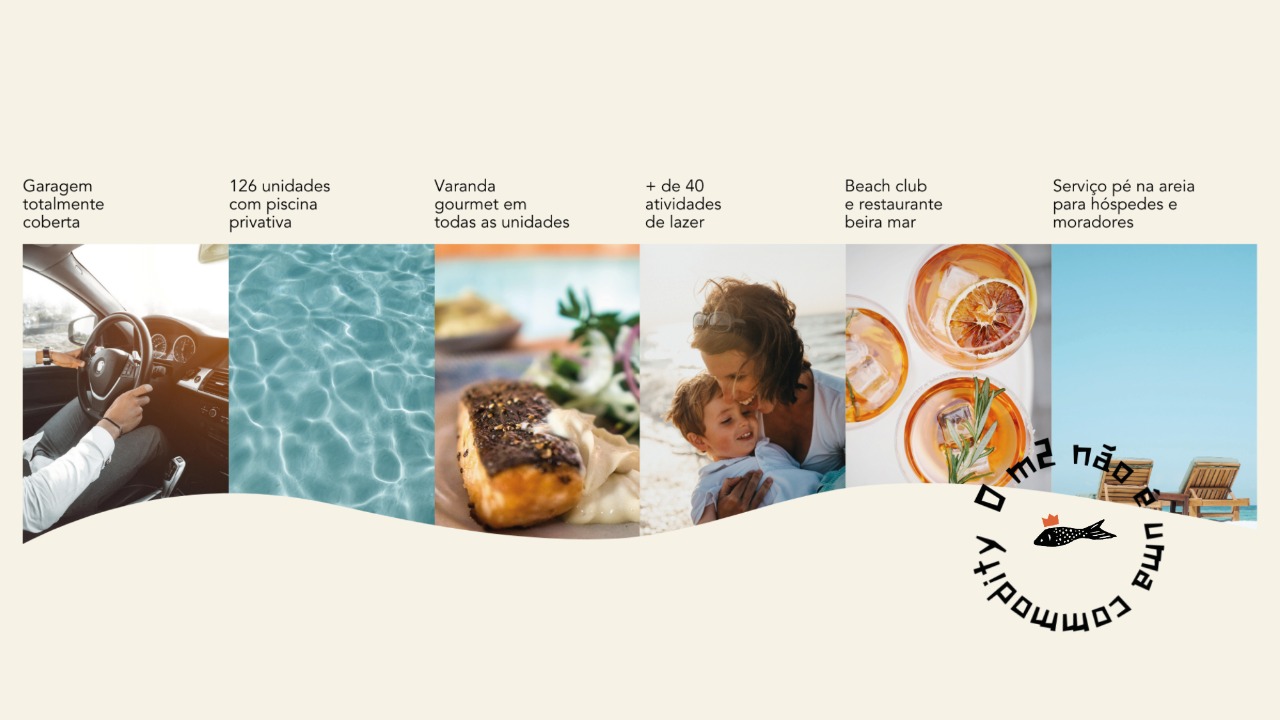 Garagem
totalmente
coberta
126 unidades
com piscina
privativa
Varanda
gourmet em
todas as unidades
+ de 40
atividades
de lazer
Beach club
e restaurante
beira mar
Serviço pé na areia
para hóspedes e
moradores
O m2 não é uma commodity